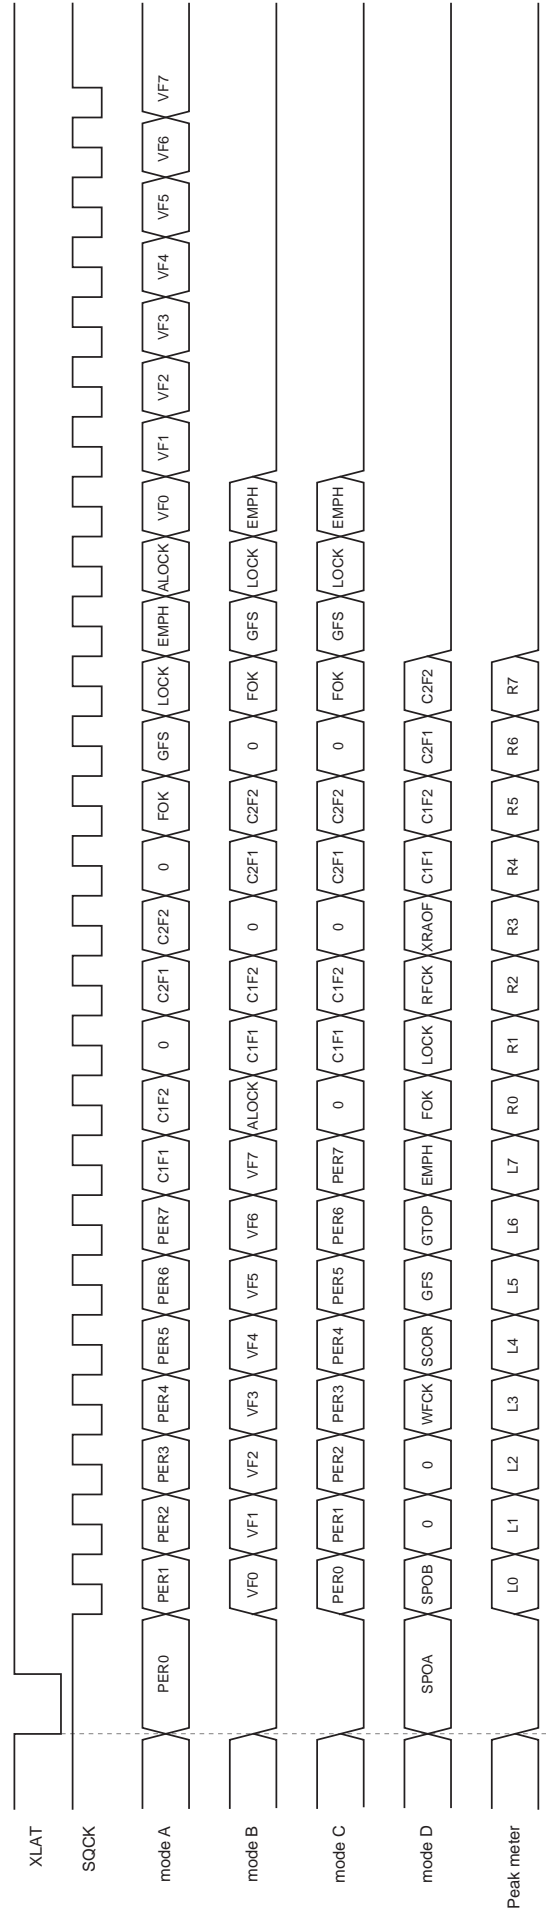 XLAT
SQCK
mode A PER0 PER1 PER2 PER3 PER4 PER5 PER6 PER7 C1F1 C1F2 0 C2F1 C2F2 0 FOK GFS LOCK EMPH ALOCK VF0 VF1 VF2 VF3 VF4 VF5 VF6 VF7
mode B VF0 VF1 VF2 VF3 VF4 VF5 VF6 VF7 ALOCK C1F1 C1F2 0 C2F1 C2F2 0 FOK GFS LOCK EMPH
mode C PER0 PER1 PER2 PER3 PER4 PER5 PER6 PER7 0 C1F1 C1F2 0 C2F1 C2F2 0 FOK GFS LOCK EMPH
mode D SPOA SPOB 0 0 WFCK SCOR GFS GTOP EMPH FOK LOCK RFCK XRAOF C1F1 C1F2 C2F1 C2F2
Peak meter L0 L1 L2 L3 L4 L5 L6 L7 R0 R1 R2 R3 R4 R5 R6 R7